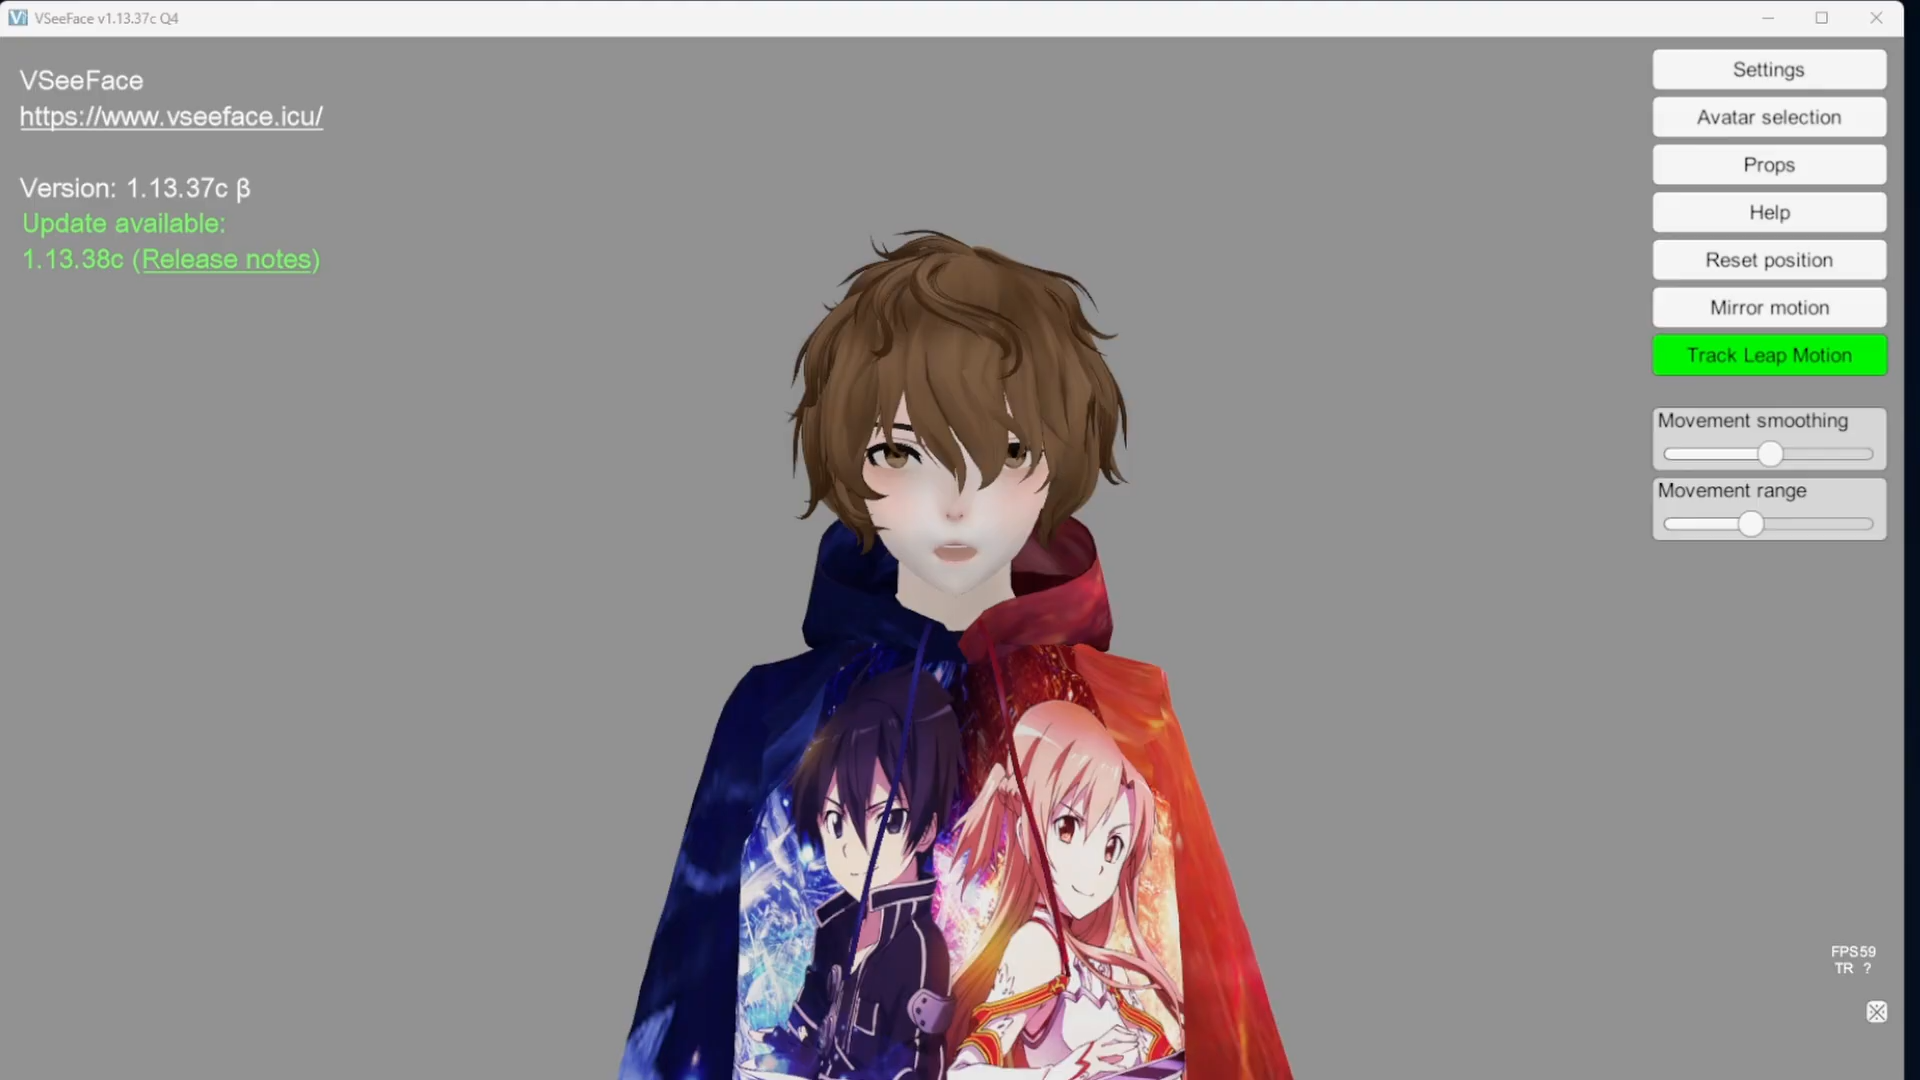 VSeeFace v1.13.37c Q4
VSeeFace
https://www.vseeface.icu/
Version: 1.13.37c β
Update available:
1.13.38c (Release notes)
Settings
Avatar selection
Props
Help
Reset position
Mirror motion
Track Leap Motion
Movement smoothing
Movement range
FPS59
TR ?